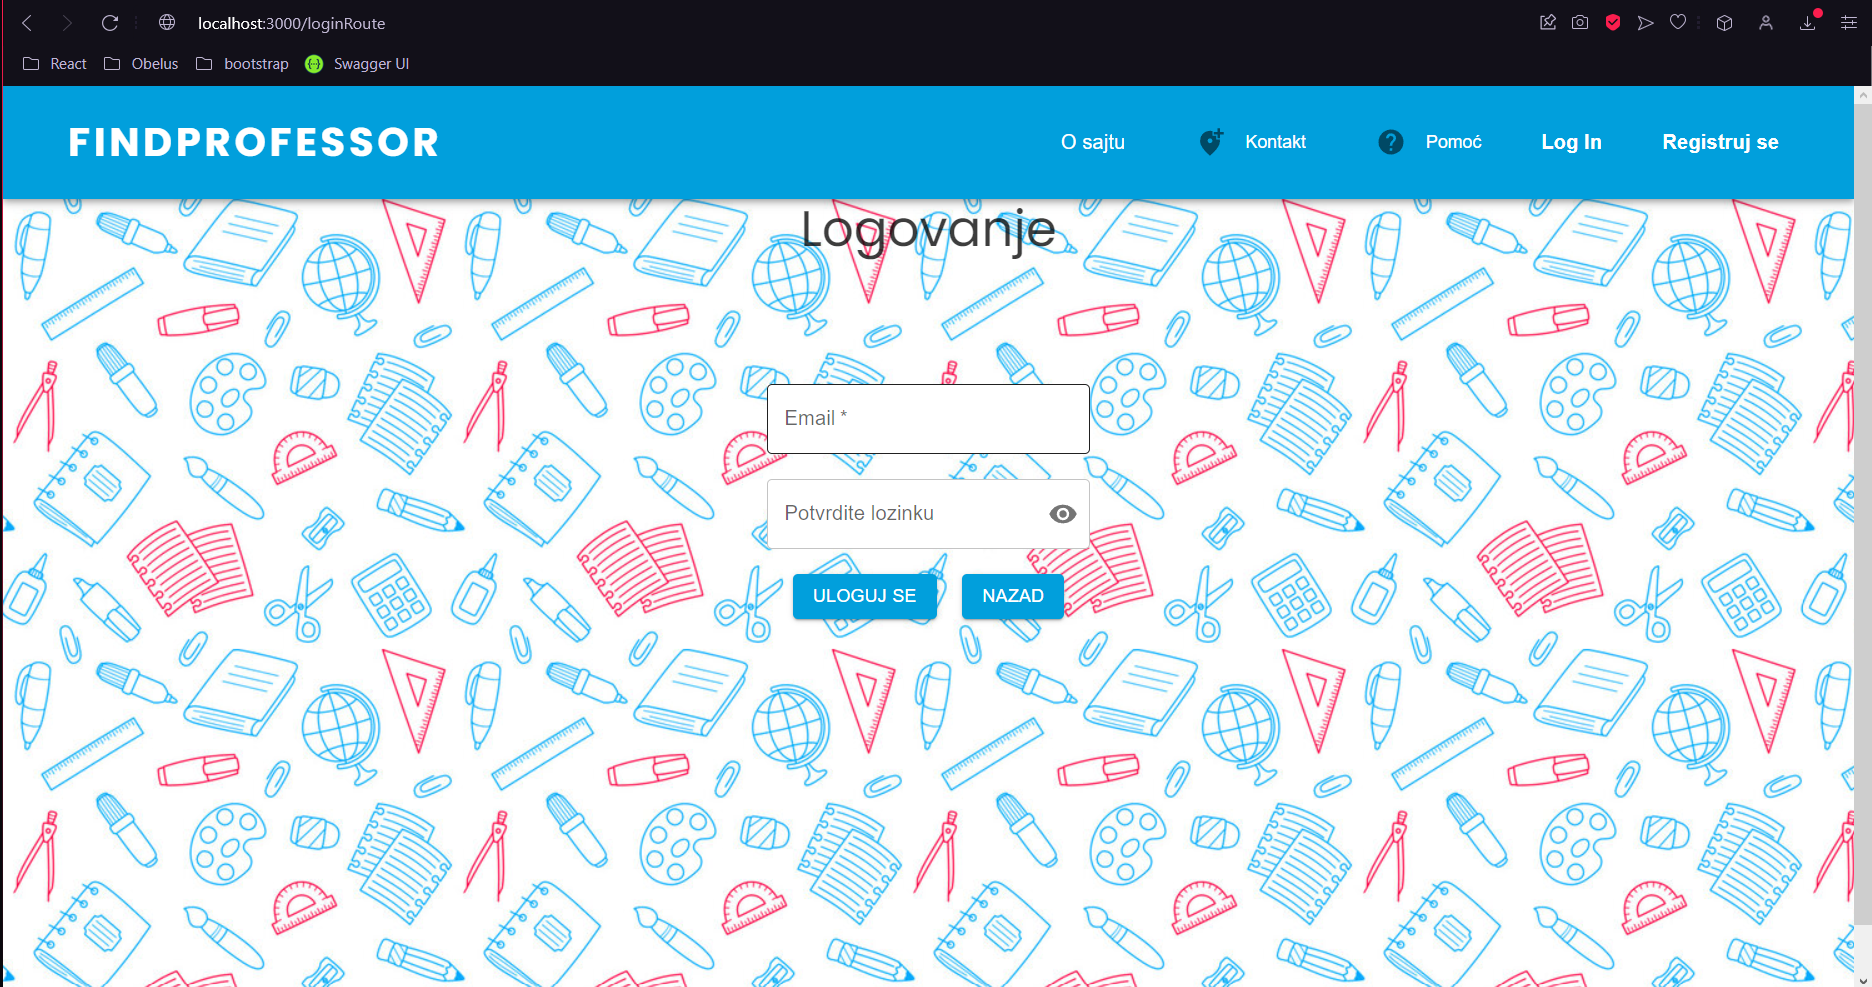 localhost:3000/loginRoute
React Obelus bootstrap Swagger UI
FINDPROFESSOR O sajtu Kontakt Pomoć Log In Registruj se
Logovanje
Email *
Potvrdite lozinku
ULOGUJ SE NAZAD